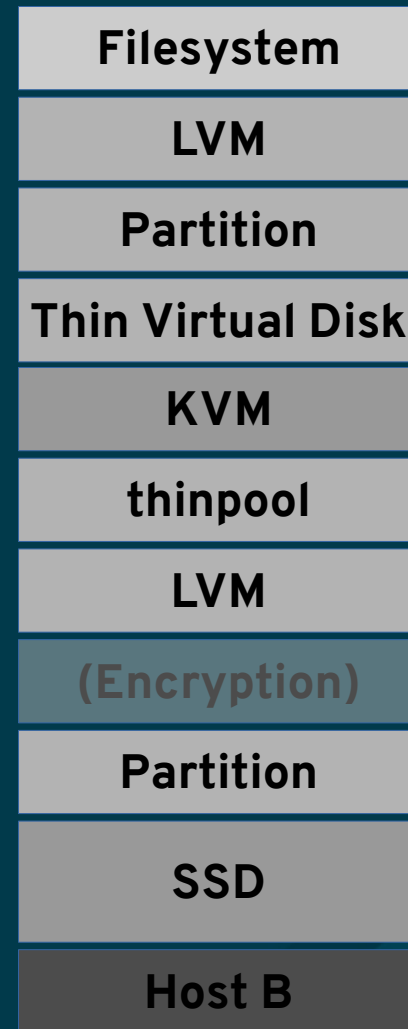 Filesystem
LVM
Partition
Thin Virtual Disk
KVM
thinpool
LVM
(Encryption)
Partition
SSD
Host B